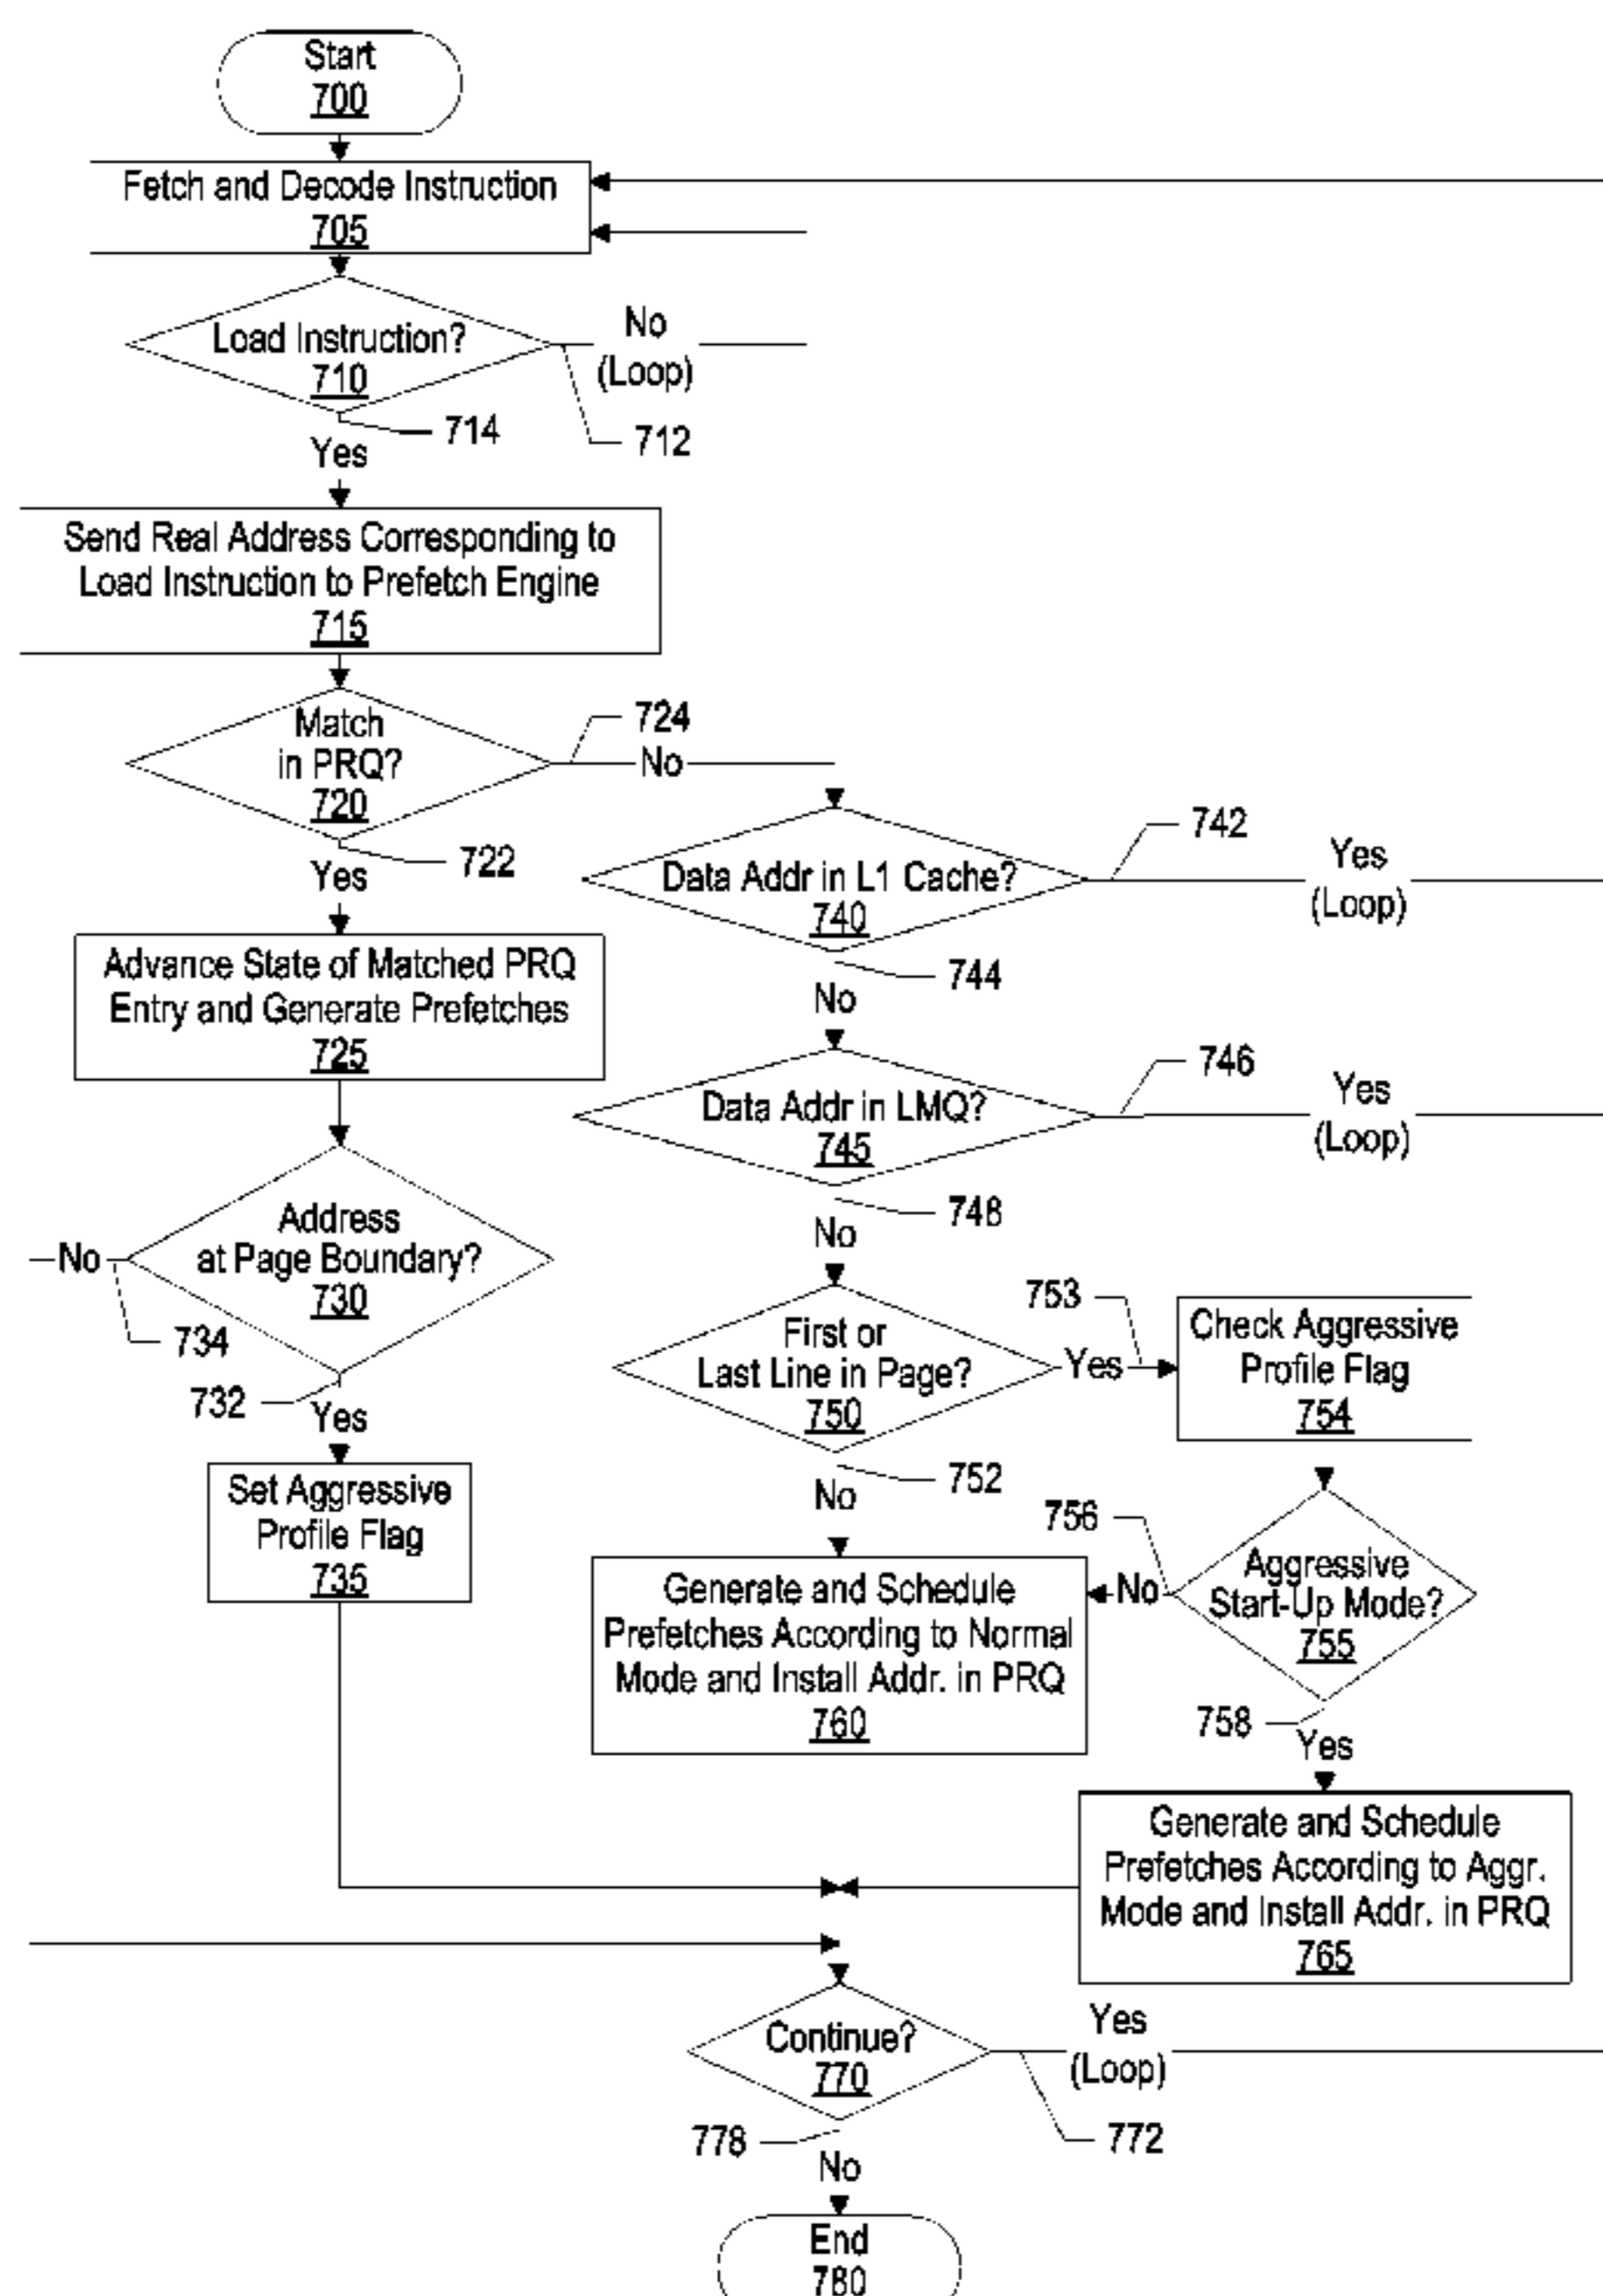 Start
700
Fetch and Decode Instruction
705
Load Instruction?
710
No
(Loop)
712
714
Yes
Send Real Address Corresponding to
Load Instruction to Prefetch Engine
715
Match
in PRQ?
720
724
No
722
Yes
Advance State of Matched PRQ
Entry and Generate Prefetches
725
Address
at Page Boundary?
730
No
734
732
Yes
Set Aggressive
Profile Flag
735
Data Addr in L1 Cache?
740
742
Yes
(Loop)
744
No
Data Addr in LMQ?
745
746
Yes
(Loop)
748
No
First or
Last Line in Page?
750
753
Yes
Check Aggressive
Profile Flag
754
752
No
756
No
Aggressive
Start-Up Mode?
755
758
Yes
Generate and Schedule
Prefetches According to Normal
Mode and Install Addr. in PRQ
760
Generate and Schedule
Prefetches According to Aggr.
Mode and Install Addr. in PRQ
765
Continue?
770
Yes
(Loop)
772
778
No
End
780